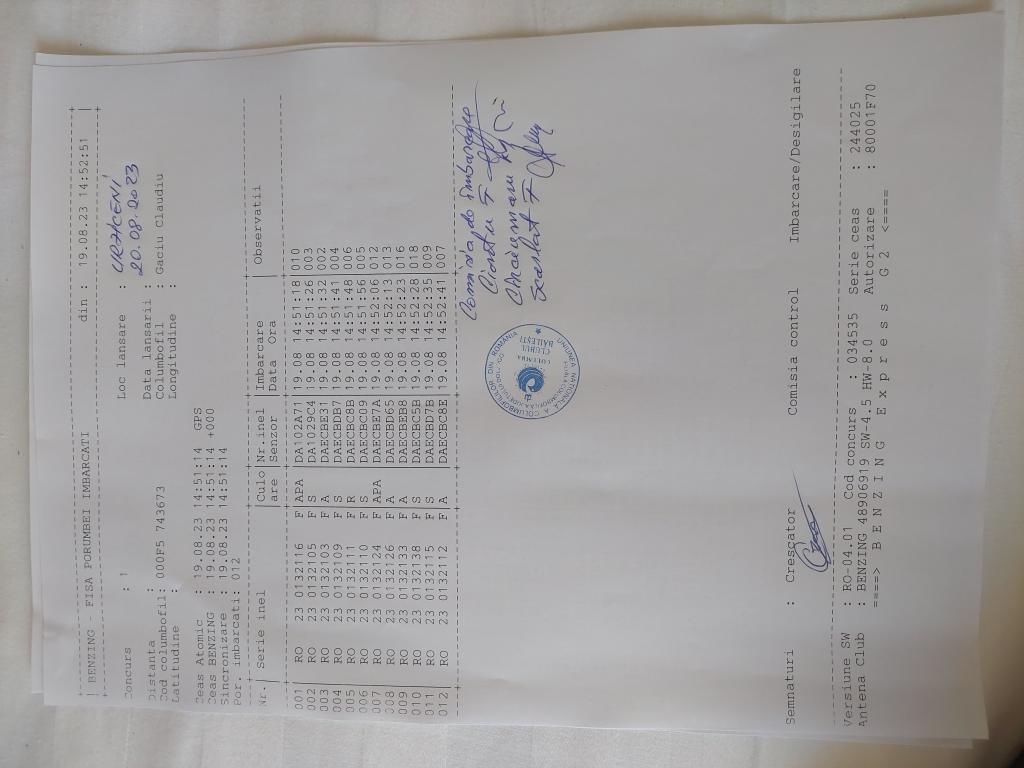 BENZING - FISA PORUMBEI IMBARCATI din : 19.08.23 14:52:51
Concurs : 1 Loc lansare :
Distanta : Data lansarii : 20.08.2023
Cod columbofil: 000F5 743673 Columbofil : Gaciu Claudiu
Latitudine : Longitudine :
Ceas Atomic : 19.08.23 14:51:14 GPS
Ceas BENZING : 19.08.23 14:51:14 +000
Sincronizare : 19.08.23 14:51:14
Por. imbarcati: 012
Nr. Serie inel Culo Nr.inel Imbarcare Observatii
are Senzor Data Ora
001 RO 23 0132116 F APA DA102A71 19.08 14:51:18 010
002 RO 23 0132105 F S DA1029C4 19.08 14:51:26 003
003 RO 23 0132103 F A DAECBE31 19.08 14:51:32 002
004 RO 23 0132109 F S DAECBDB7 19.08 14:51:41 004
005 RO 23 0132111 F R DAECBC2B 19.08 14:51:48 006
006 RO 23 0132110 F S DAECBC09 19.08 14:51:56 005
007 RO 23 0132124 F APA DAECBE7A 19.08 14:52:06 012
008 RO 23 0132126 F A DAECBD65 19.08 14:52:13 013
009 RO 23 0132133 F A DAECBEB8 19.08 14:52:23 016
010 RO 23 0132138 F S DAECBC5B 19.08 14:52:28 018
011 RO 23 0132115 F S DAECBD7B 19.08 14:52:35 009
012 RO 23 0132112 F A DAECBC8E 19.08 14:52:41 007
UNIUNEA NATIONALA A COLUMBOFILILOR DIN ROMANIA
COLUMBIA
CLUBUL
BĂILEŞTI
Semnaturi : Crescator Comisia control Imbarcare/Desigilare
Versiune SW : RO-04.01 Cod concurs : 034535 Serie ceas : 244025
Antena Club : BENZING 48906919 SW-4.5 HW-9.0 Autorizare : 80001F70
====> B E N Z I N G E x p r e s s G 2 <====